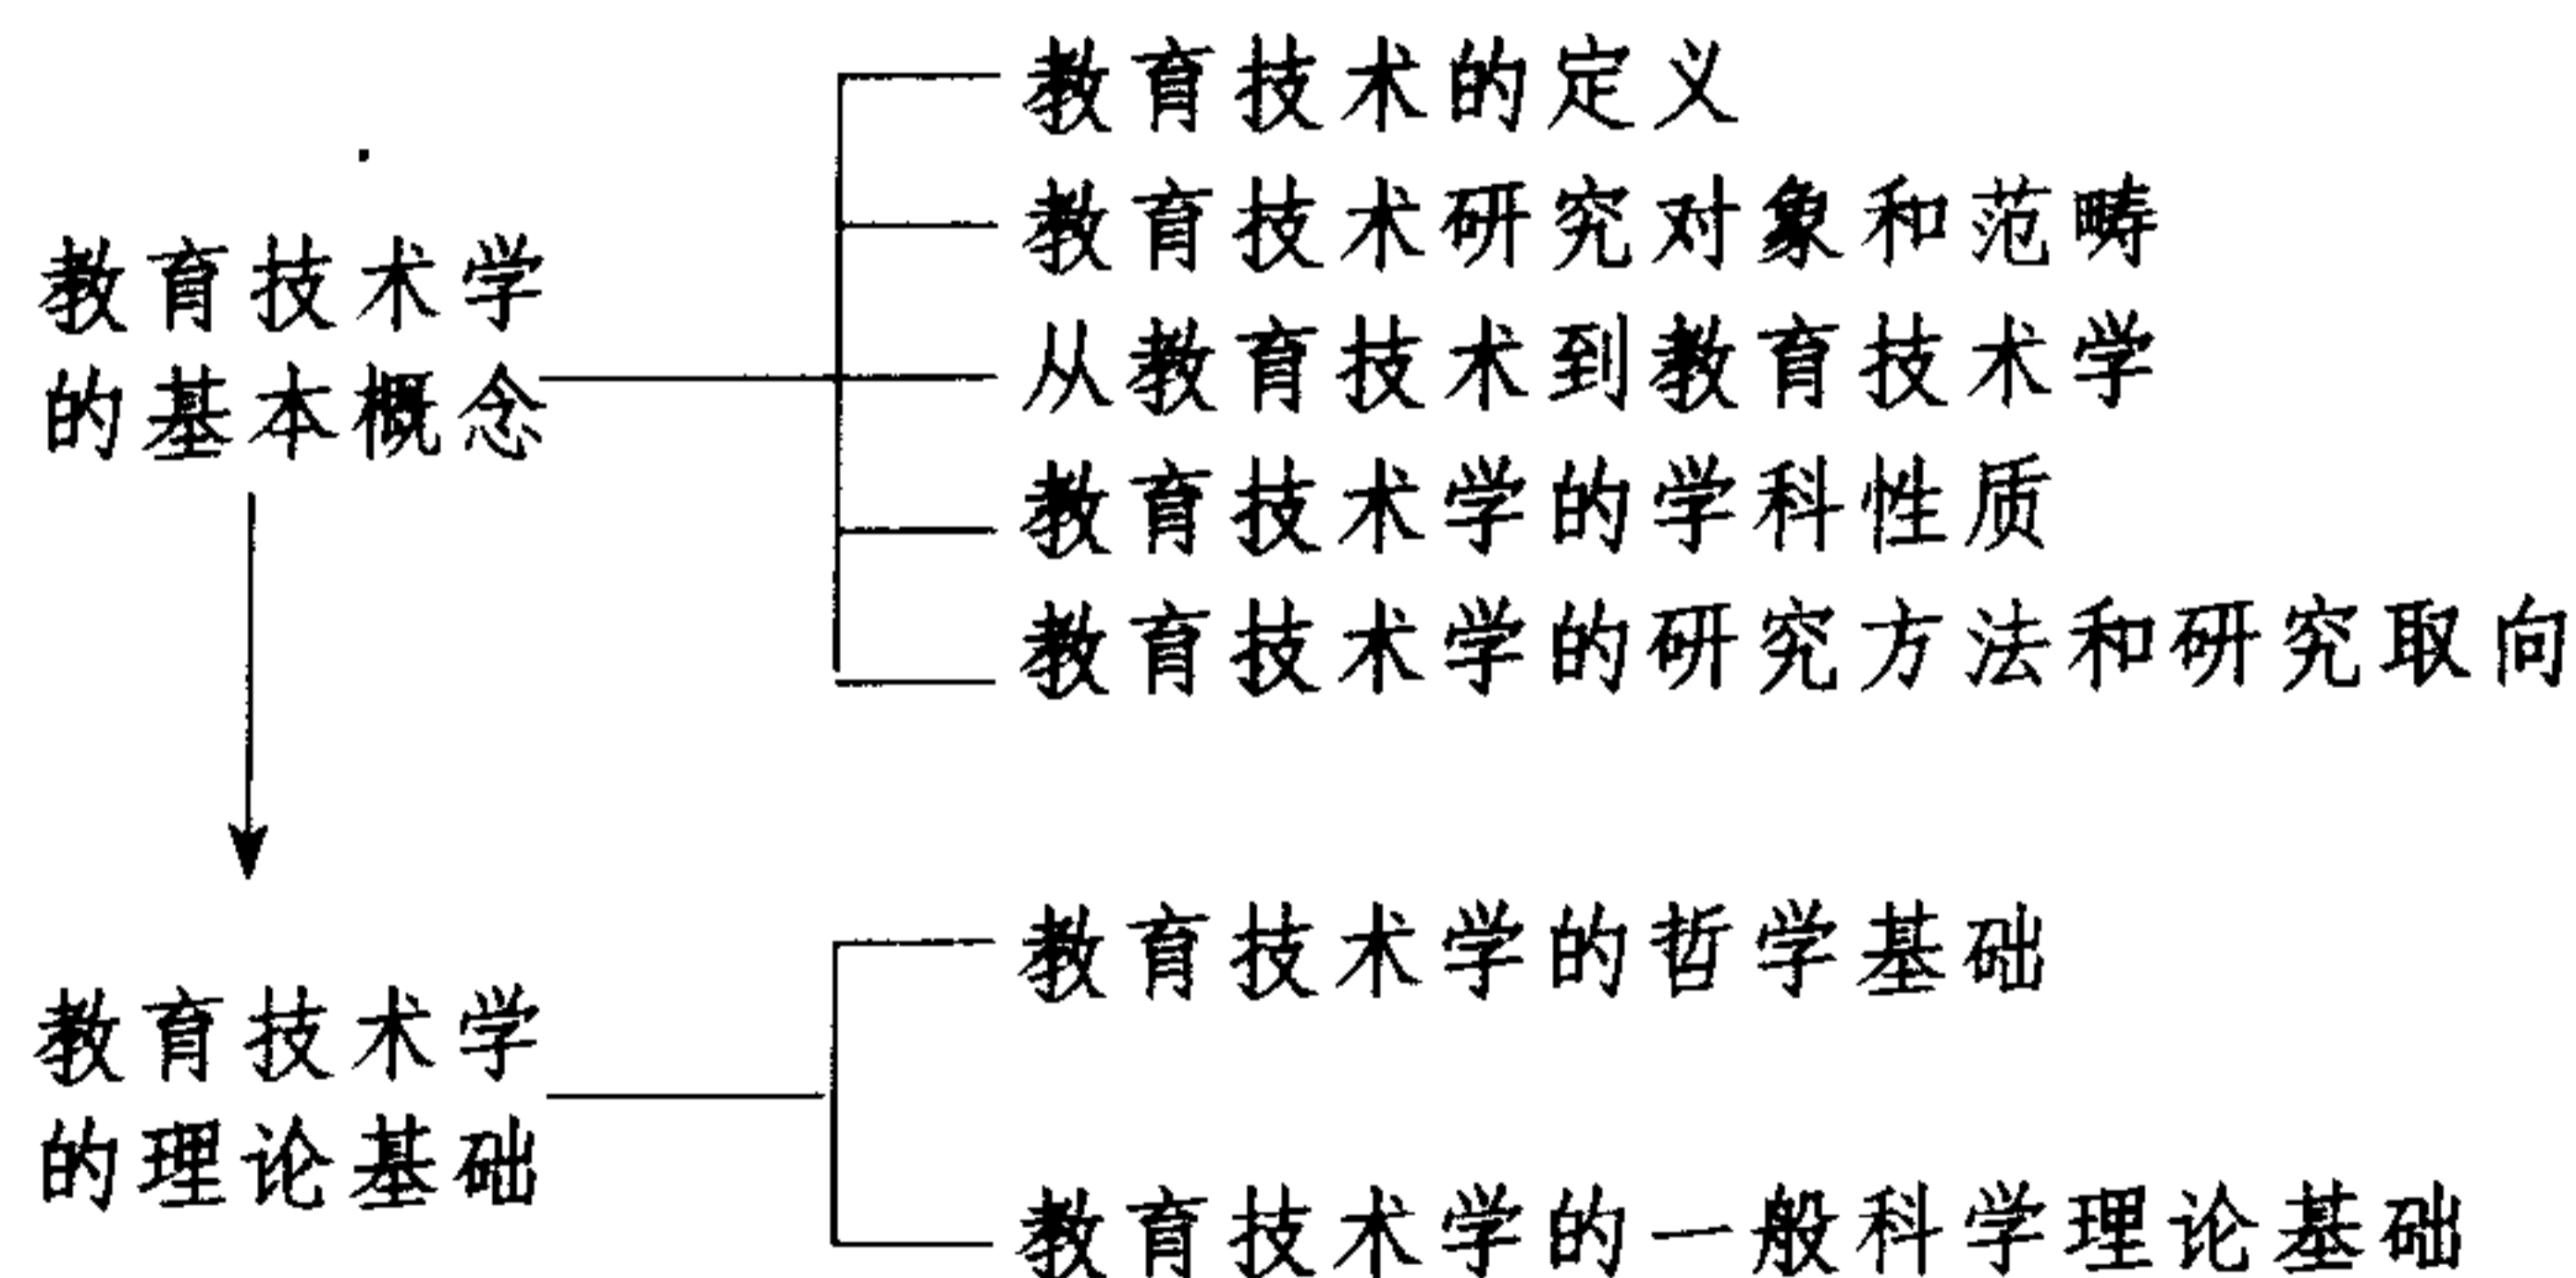 教育技术学
的基本概念
教育技术的定义
教育技术研究对象和范畴
从教育技术到教育技术学
教育技术学的学科性质
教育技术学的研究方法和研究取向
教育技术学
的理论基础
教育技术学的哲学基础
教育技术学的一般科学理论基础